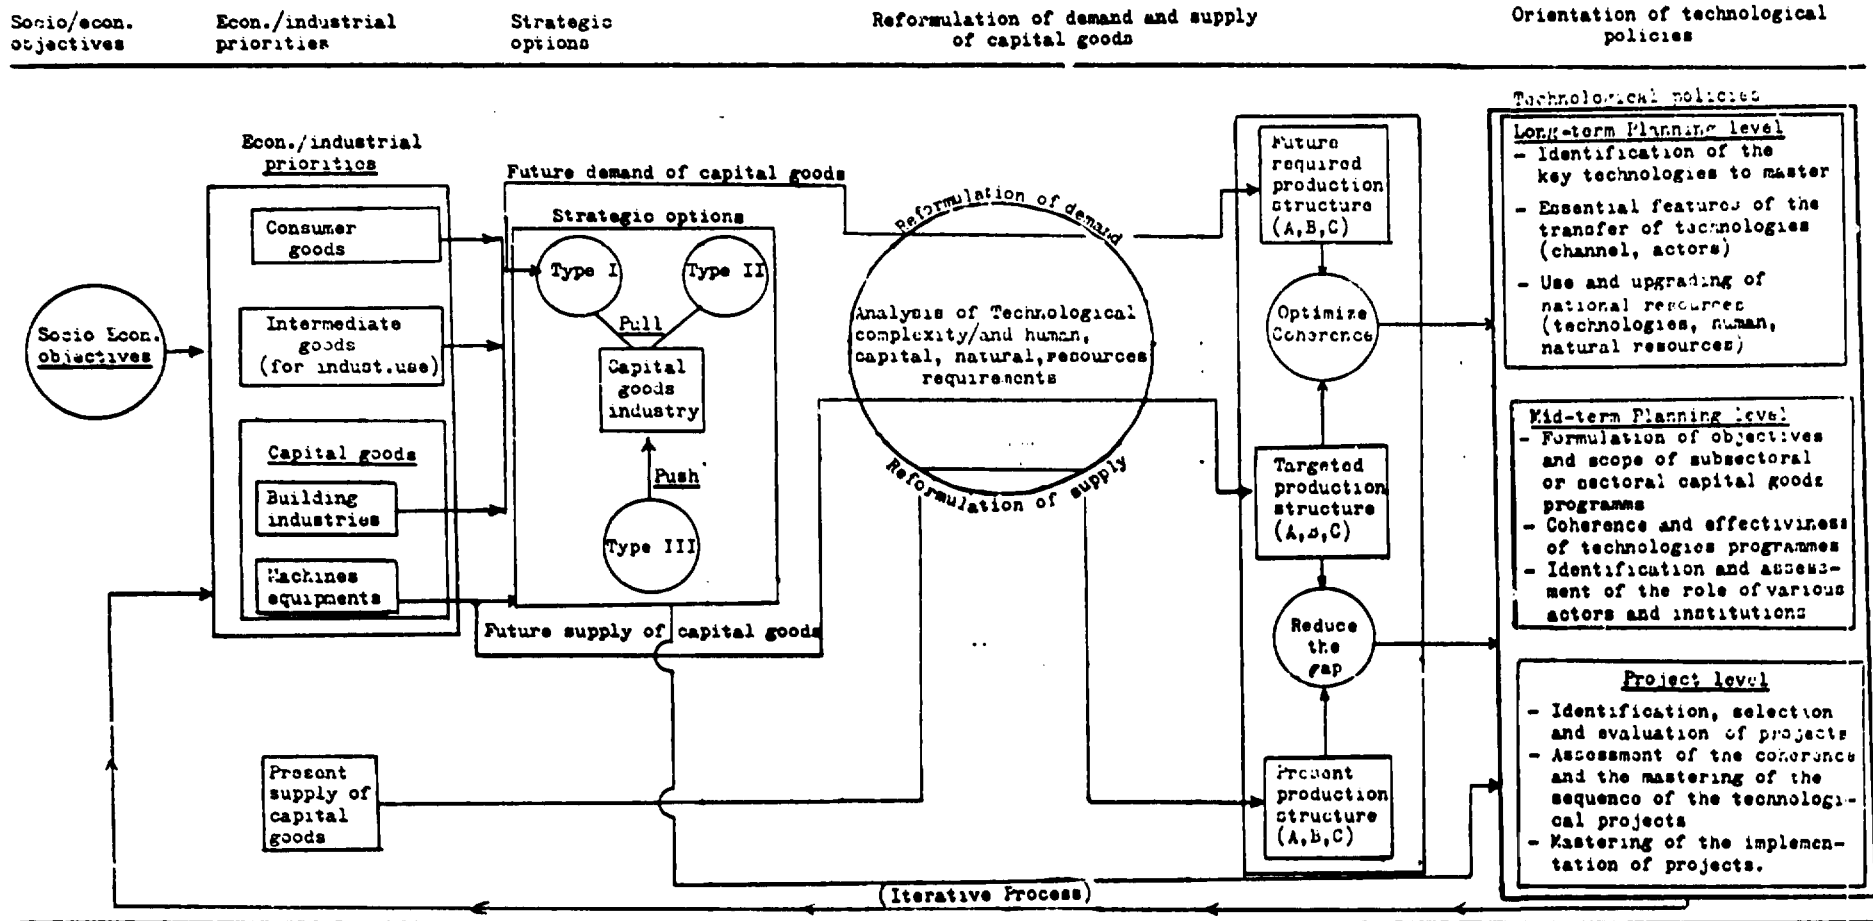 Socio/econ.
objectives
Econ./industrial
priorities
Strategic
options
Reformulation of demand and supply
of capital goods
Orientation of technological
policies
Socio Econ.
objectives
Econ./industrial
priorities
Consumer
goods
Intermediate
goods
(for indust.use)
Capital goods
Building
industries
Machines
equipments
Present
supply of
capital
goods
Future demand of capital goods
Strategic options
Type I
Type II
Pull
Capital
goods
industry
Push
Type III
Future supply of capital goods
Reformulation of demand
Analysis of Technological
complexity/and human,
capital, natural, resources
requirements
Reformulation of supply
Future
required
production
structure
(A,B,C)
Optimize
Coherence
Targeted
production
structure
(A,B,C)
Reduce
the
gap
Present
production
structure
(A,B,C)
Technological policies
Long-term Planning level
- Identification of the
key technologies to master
- Essential features of the
transfer of technologies
(channel, actors)
- Use and upgrading of
national resources
(technologies, human,
natural resources)
Mid-term Planning level
- Formulation of objectives
and scope of subsectoral
or sectoral capital goods
programms
- Coherence and effectiviness
of technologies programmes
- Identification and assess-
ment of the role of various
actors and institutions
Project level
- Identification, selection
and evaluation of projects
- Assessment of the coherence
and the mastering of the
sequence of the technologi-
cal projects
- Mastering of the implemen-
tation of projects.
(Iterative Process)